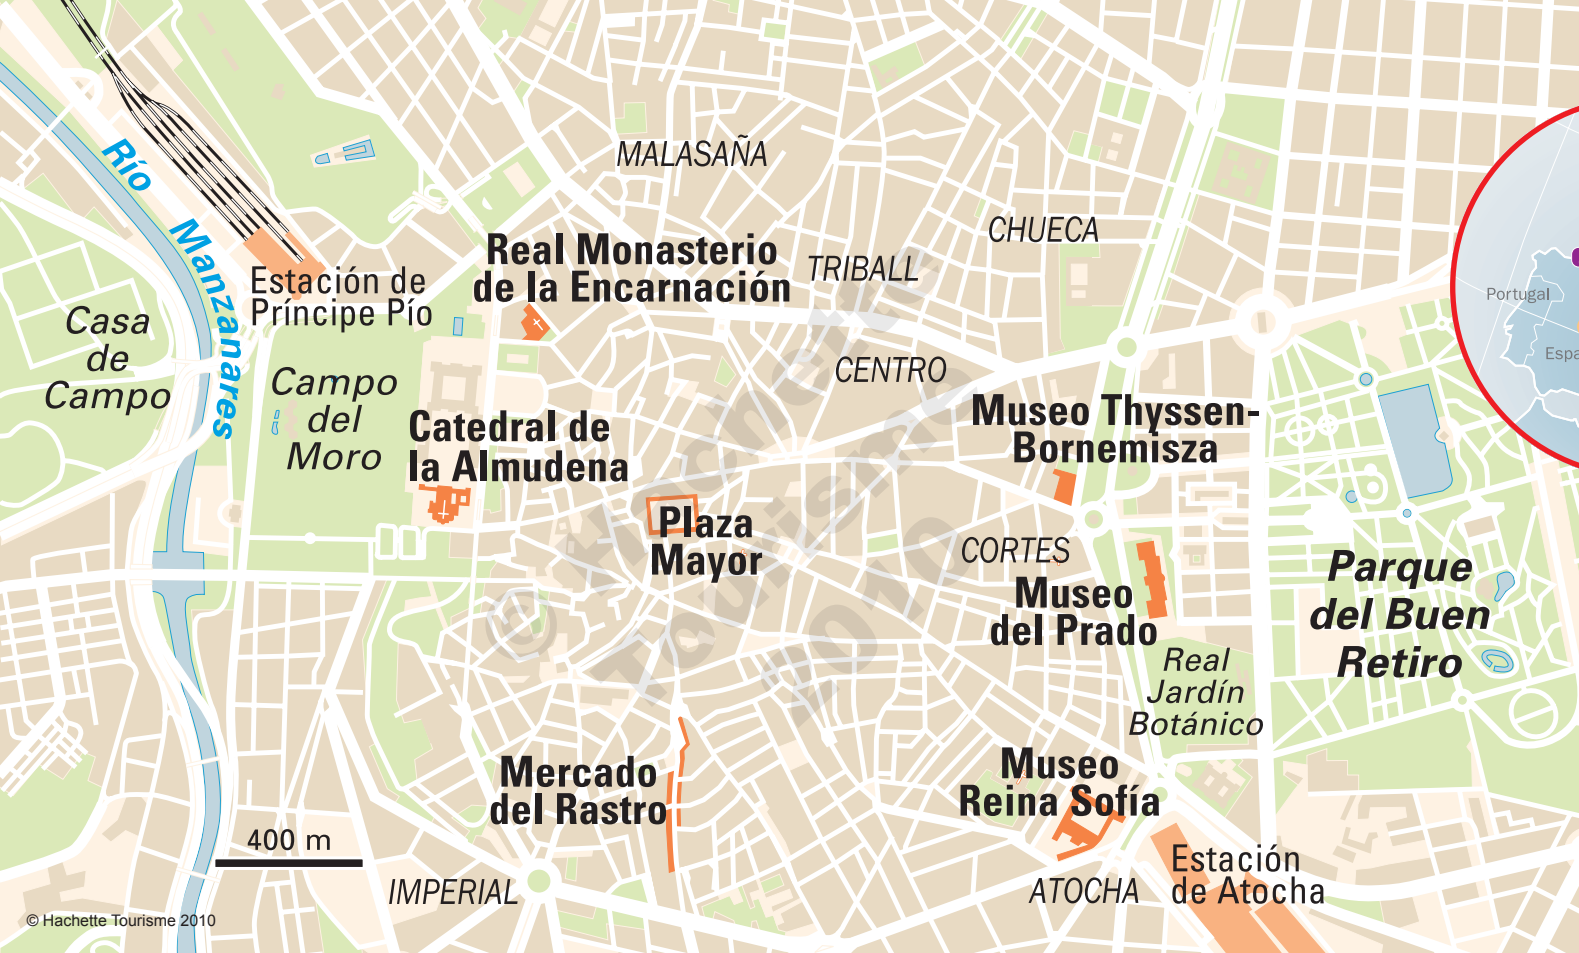 MALASAÑA
Río
Manzanares
CHUECA
Real Monasterio
de la Encarnación
TRIBALL
Estación de
Príncipe Pío
Portugal
Casa
de
Campo
Campo
del
Moro
CENTRO
Catedral de
la Almudena
Museo Thyssen-
Bornemisza
Plaza
Mayor
CORTES
Museo
del Prado
Parque
del Buen
Retiro
Real
Jardín
Botánico
Mercado
del Rastro
Museo
Reina Sofía
400 m
IMPERIAL
ATOCHA
Estación
de Atocha
© Hachette Tourisme 2010
© Hachette
Tourisme
2010